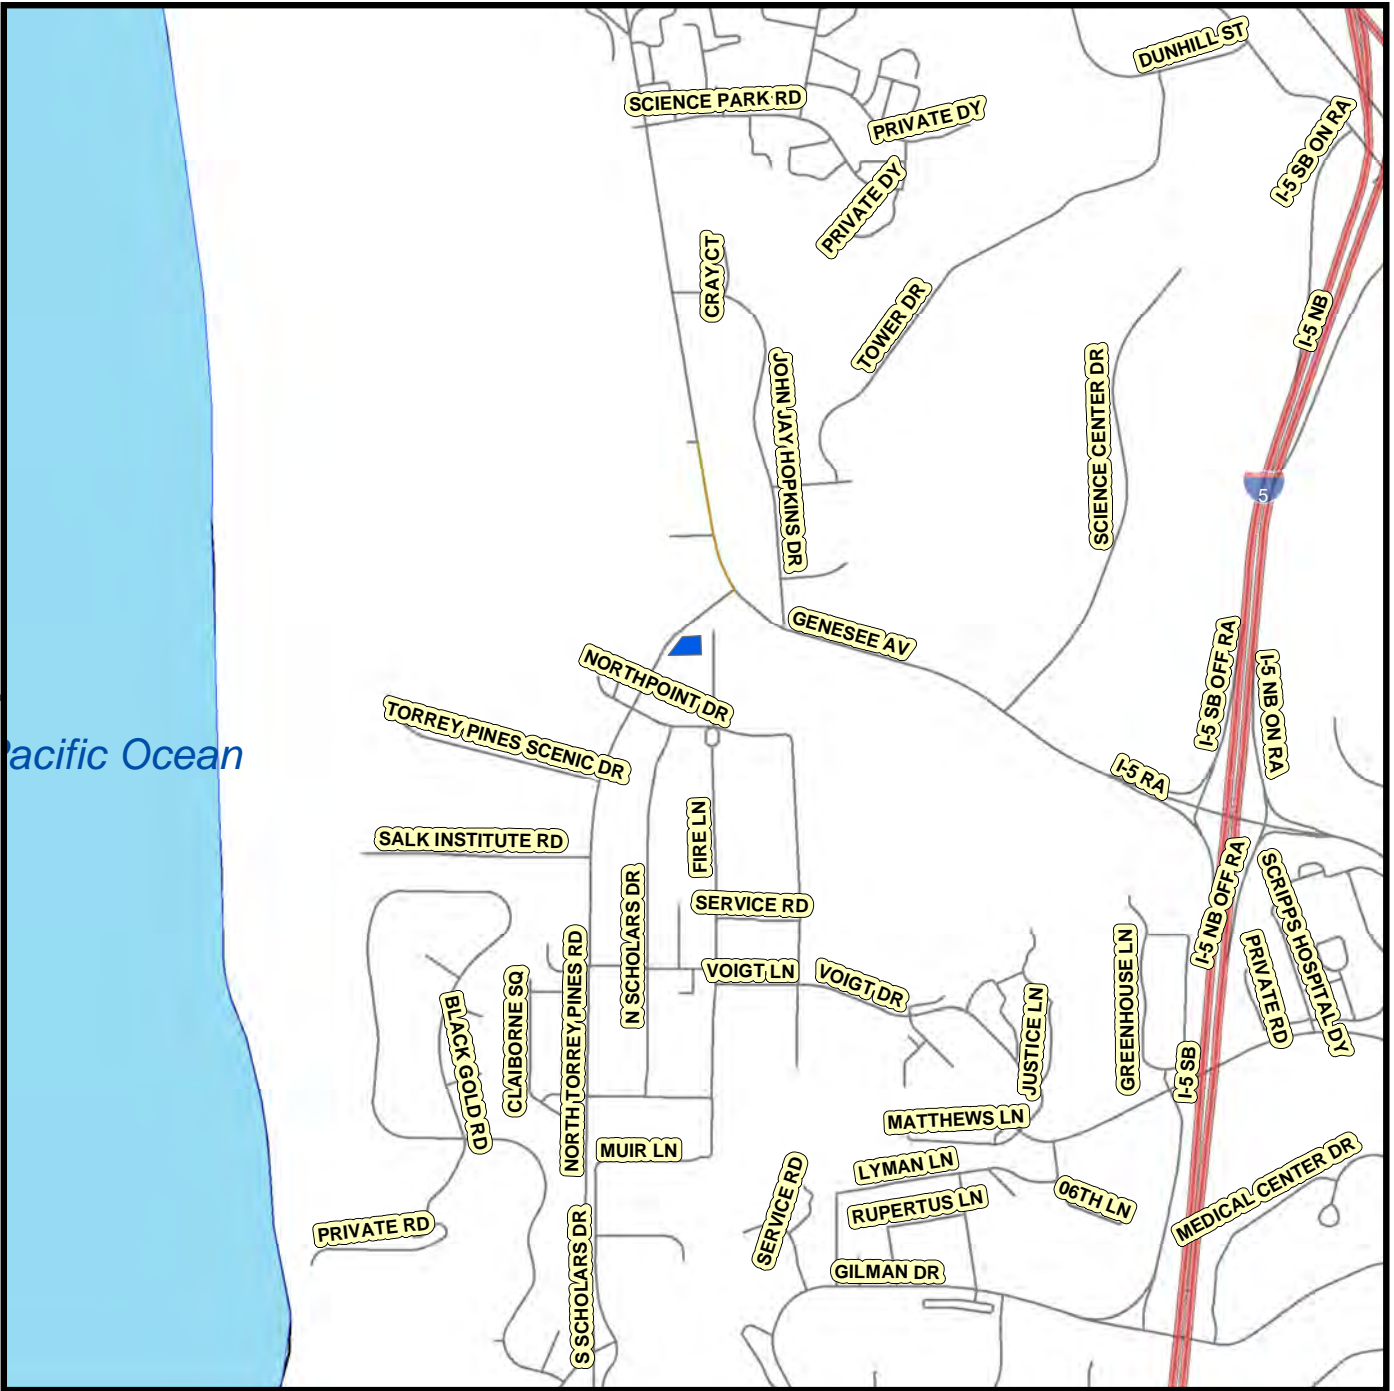 DUNHILL ST
SCIENCE PARK RD
PRIVATE DY
I-5 SB ON RA
PRIVATE DY
CRAY CT
TOWER DR
I-5 NB
JOHN JAY HOPKINS DR
SCIENCE CENTER DR
5
GENESEE AV
I-5 SB OFF RA
I-5 NB ON RA
NORTHPOINT DR
TORREY PINES SCENIC DR
acific Ocean
I-5 RA
FIRE LN
SALK INSTITUTE RD
N SCHOLARS DR
SERVICE RD
I-5 NB OFF RA
SCRIPPS HOSPITAL DY
NORTH TORREY PINES RD
VOIGT LN
VOIGT DR
GREENHOUSE LN
PRIVATE RD
CLAIBORNE SQ
BLACK GOLD RD
JUSTICE LN
I-5 SB
MATTHEWS LN
MUIR LN
LYMAN LN
SERVICE RD
RUPERTUS LN
06TH LN
MEDICAL CENTER DR
PRIVATE RD
S SCHOLARS DR
GILMAN DR